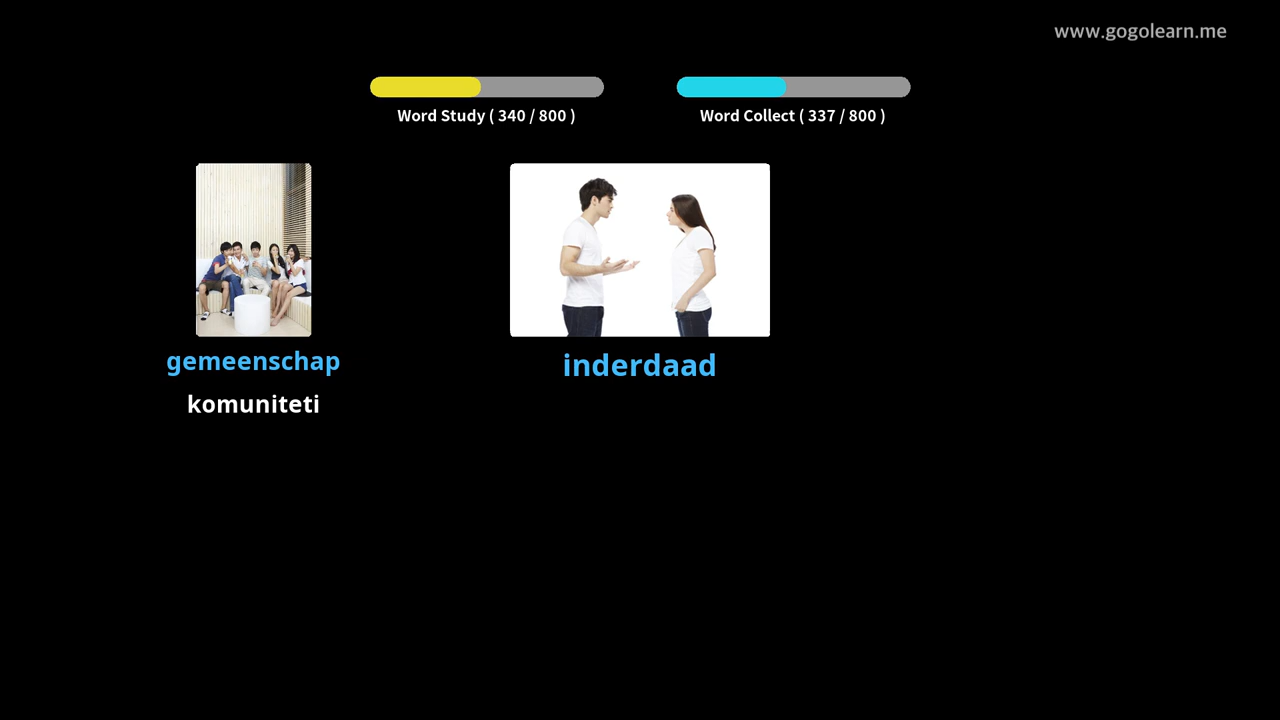 www.gogolearn.me
Word Study ( 340 / 800 )
Word Collect ( 337 / 800 )
gemeenschap
komuniteti
inderdaad